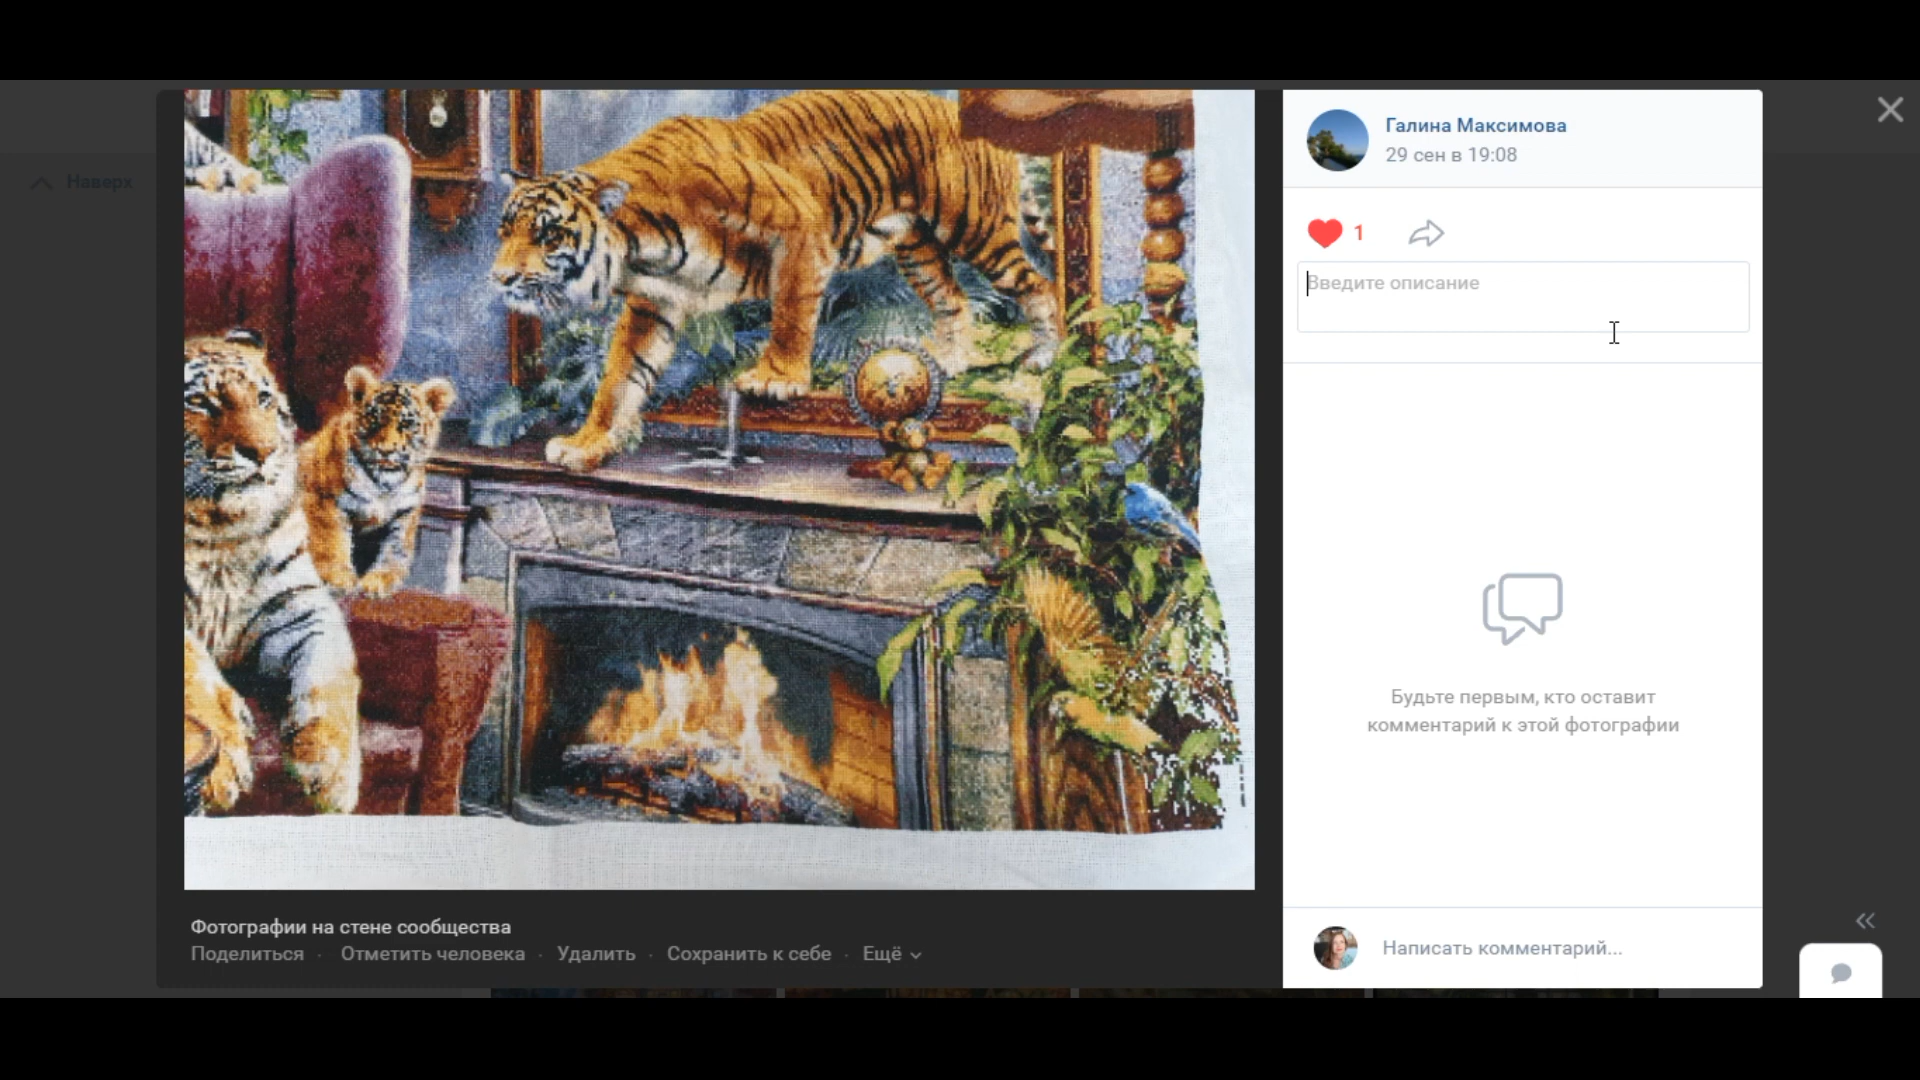 Наверх
Галина Максимова
29 сен в 19:08
1
Введите описание
Будьте первым, кто оставит
комментарий к этой фотографии
Фотографии на стене сообщества
Поделиться · Отметить человека · Удалить · Сохранить к себе · Ещё
Написать комментарий...